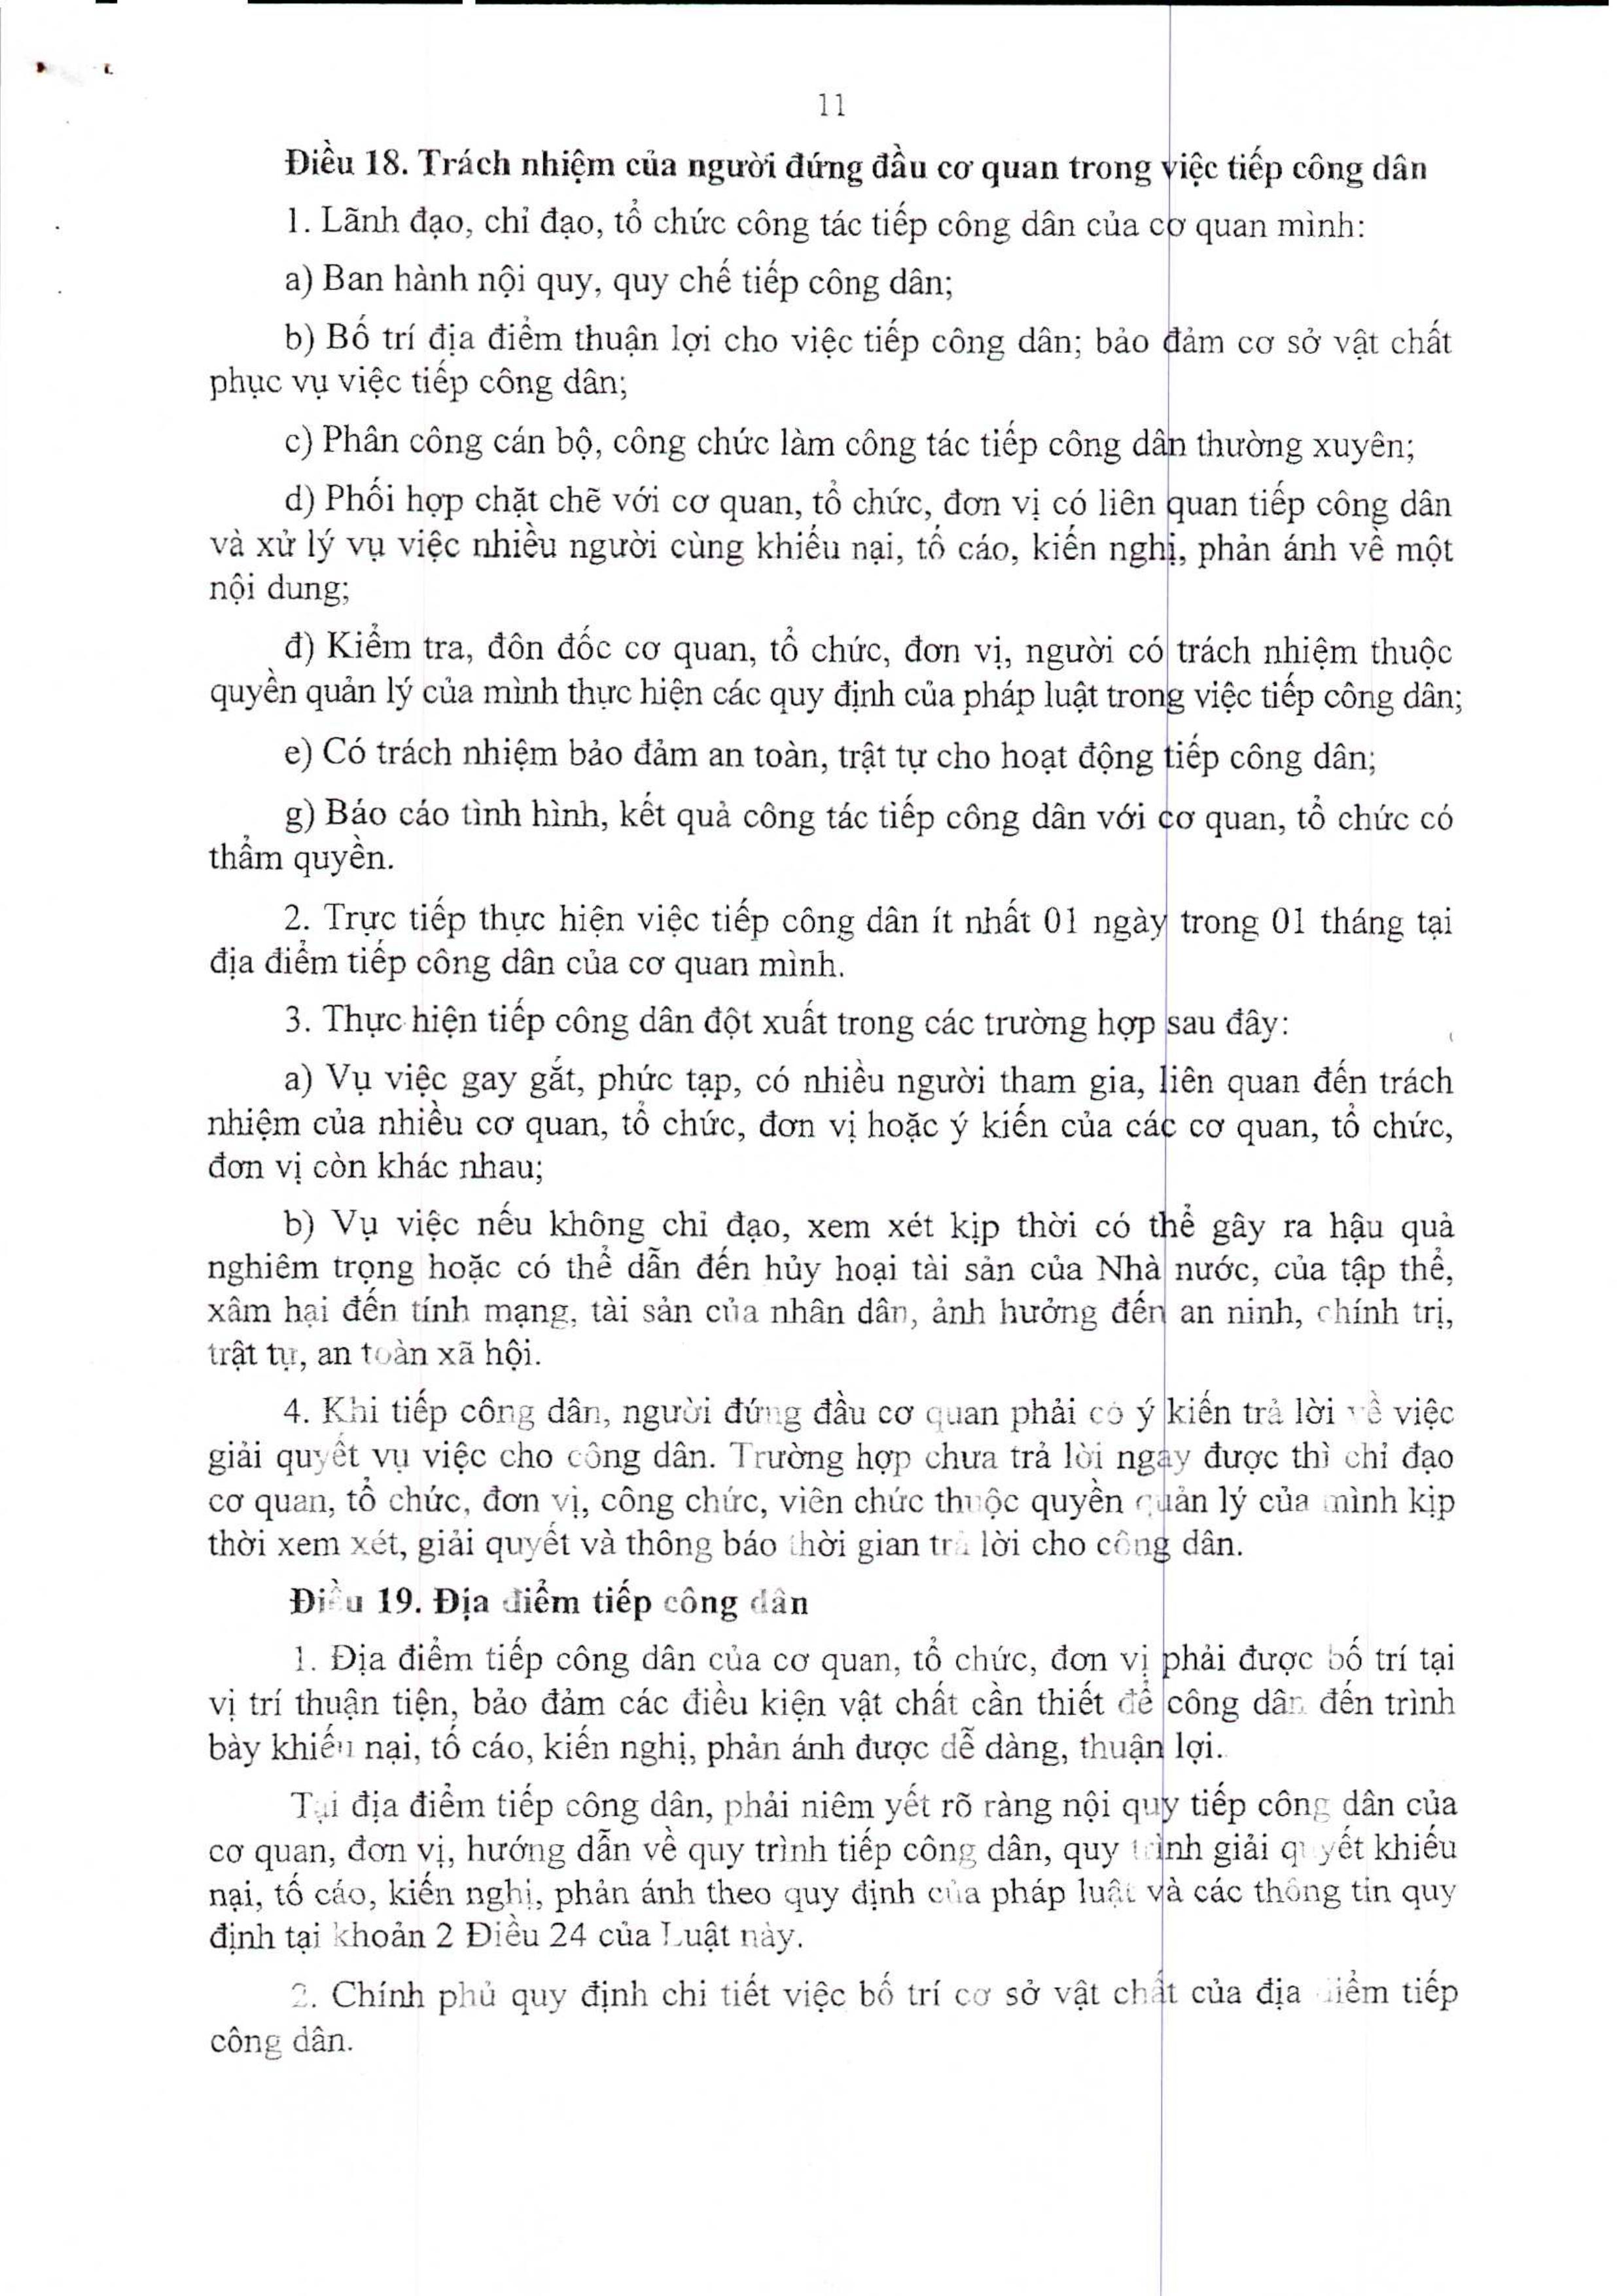 11
Điều 18. Trách nhiệm của người đứng đầu cơ quan trong việc tiếp công dân
1. Lãnh đạo, chỉ đạo, tổ chức công tác tiếp công dân của cơ quan mình:
a) Ban hành nội quy, quy chế tiếp công dân;
b) Bố trí địa điểm thuận lợi cho việc tiếp công dân; bảo đảm cơ sở vật chất
phục vụ việc tiếp công dân;
c) Phân công cán bộ, công chức làm công tác tiếp công dân thường xuyên;
d) Phối hợp chặt chẽ với cơ quan, tổ chức, đơn vị có liên quan tiếp công dân
và xử lý vụ việc nhiều người cùng khiếu nại, tố cáo, kiến nghị, phản ánh về một
nội dung;
đ) Kiểm tra, đôn đốc cơ quan, tổ chức, đơn vị, người có trách nhiệm thuộc
quyền quản lý của mình thực hiện các quy định của pháp luật trong việc tiếp công dân;
e) Có trách nhiệm bảo đảm an toàn, trật tự cho hoạt động tiếp công dân;
g) Báo cáo tình hình, kết quả công tác tiếp công dân với cơ quan, tổ chức có
thẩm quyền.
2. Trực tiếp thực hiện việc tiếp công dân ít nhất 01 ngày trong 01 tháng tại
địa điểm tiếp công dân của cơ quan mình.
3. Thực hiện tiếp công dân đột xuất trong các trường hợp sau đây:
a) Vụ việc gay gắt, phức tạp, có nhiều người tham gia, liên quan đến trách
nhiệm của nhiều cơ quan, tổ chức, đơn vị hoặc ý kiến của các cơ quan, tổ chức,
đơn vị còn khác nhau;
b) Vụ việc nếu không chỉ đạo, xem xét kịp thời có thể gây ra hậu quả
nghiêm trọng hoặc có thể dẫn đến hủy hoại tài sản của Nhà nước, của tập thể,
xâm hại đến tính mạng, tài sản của nhân dân, ảnh hưởng đến an ninh, chính trị,
trật tự, an toàn xã hội.
4. Khi tiếp công dân, người đứng đầu cơ quan phải có ý kiến trả lời về việc
giải quyết vụ việc cho công dân. Trường hợp chưa trả lời ngay được thì chỉ đạo
cơ quan, tổ chức, đơn vị, công chức, viên chức thuộc quyền quản lý của mình kịp
thời xem xét, giải quyết và thông báo thời gian trả lời cho công dân.
Điều 19. Địa điểm tiếp công dân
1. Địa điểm tiếp công dân của cơ quan, tổ chức, đơn vị phải được bố trí tại
vị trí thuận tiện, bảo đảm các điều kiện vật chất cần thiết để công dân đến trình
bày khiếu nại, tố cáo, kiến nghị, phản ánh được dễ dàng, thuận lợi.
Tại địa điểm tiếp công dân, phải niêm yết rõ ràng nội quy tiếp công dân của
cơ quan, đơn vị, hướng dẫn về quy trình tiếp công dân, quy trình giải quyết khiếu
nại, tố cáo, kiến nghị, phản ánh theo quy định của pháp luật và các thông tin quy
định tại khoản 2 Điều 24 của Luật này.
2. Chính phủ quy định chi tiết việc bố trí cơ sở vật chất của địa điểm tiếp
công dân.